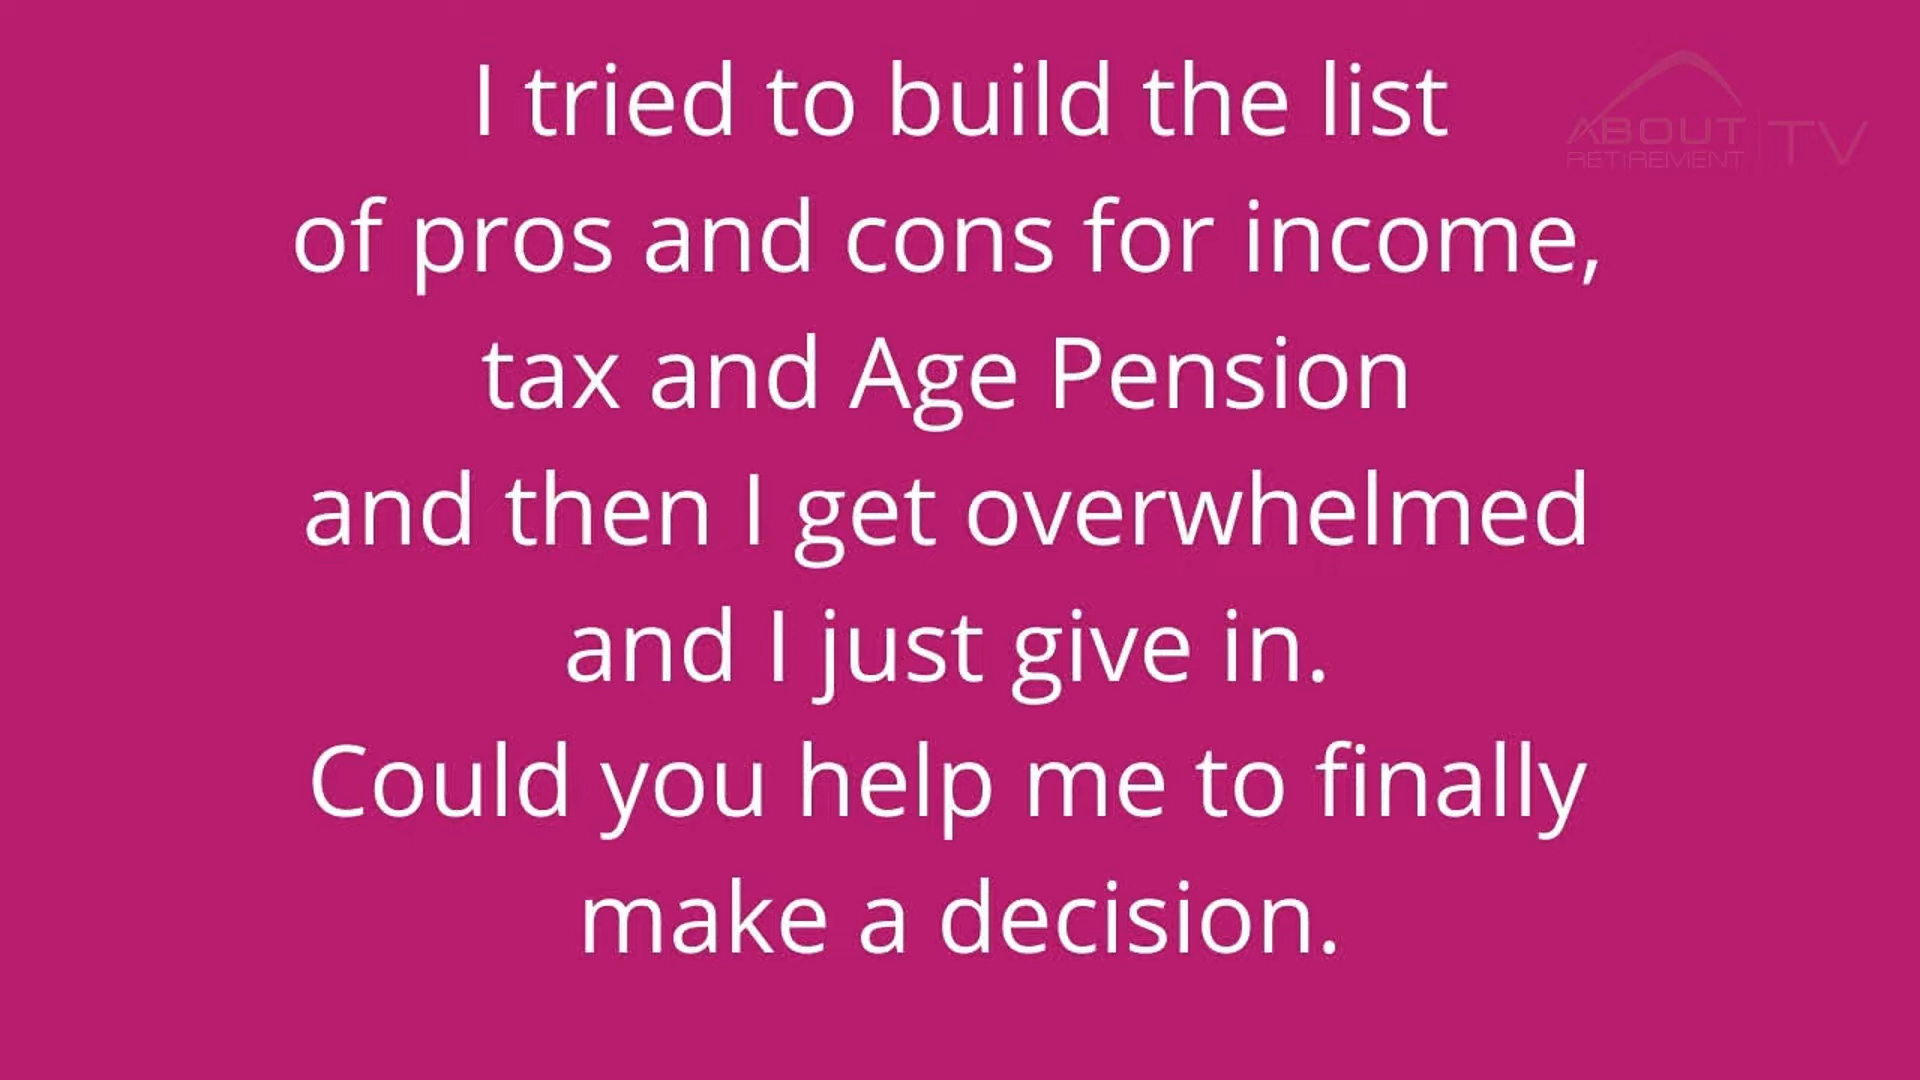 I tried to build the list
of pros and cons for income,
tax and Age Pension
and then I get overwhelmed
and I just give in.
Could you help me to finally
make a decision.
ABOUT
RETIREMENT
TV